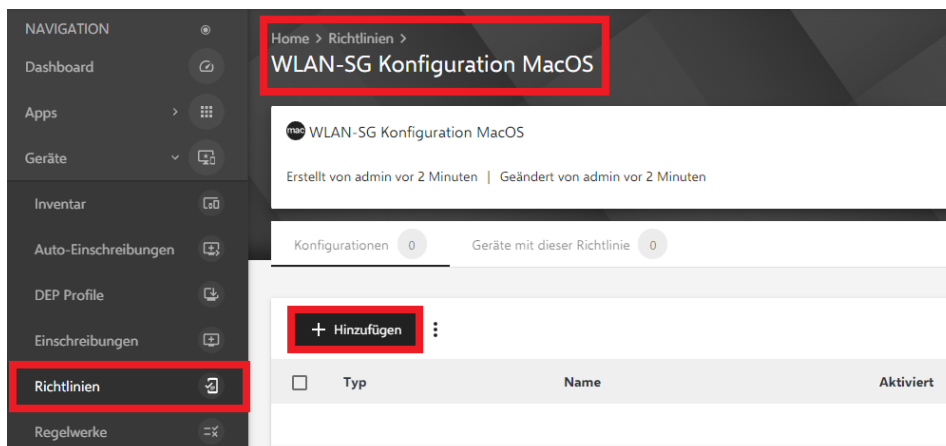 NAVIGATION
Dashboard
Apps
Geräte
Inventar
Auto-Einschreibungen
DEP Profile
Einschreibungen
Richtlinien
Regelwerke
Home > Richtlinien >
WLAN-SG Konfiguration MacOS
mac WLAN-SG Konfiguration MacOS
Erstellt von admin vor 2 Minuten | Geändert von admin vor 2 Minuten
Konfigurationen 0 Geräte mit dieser Richtlinie 0
+ Hinzufügen
Typ Name Aktiviert